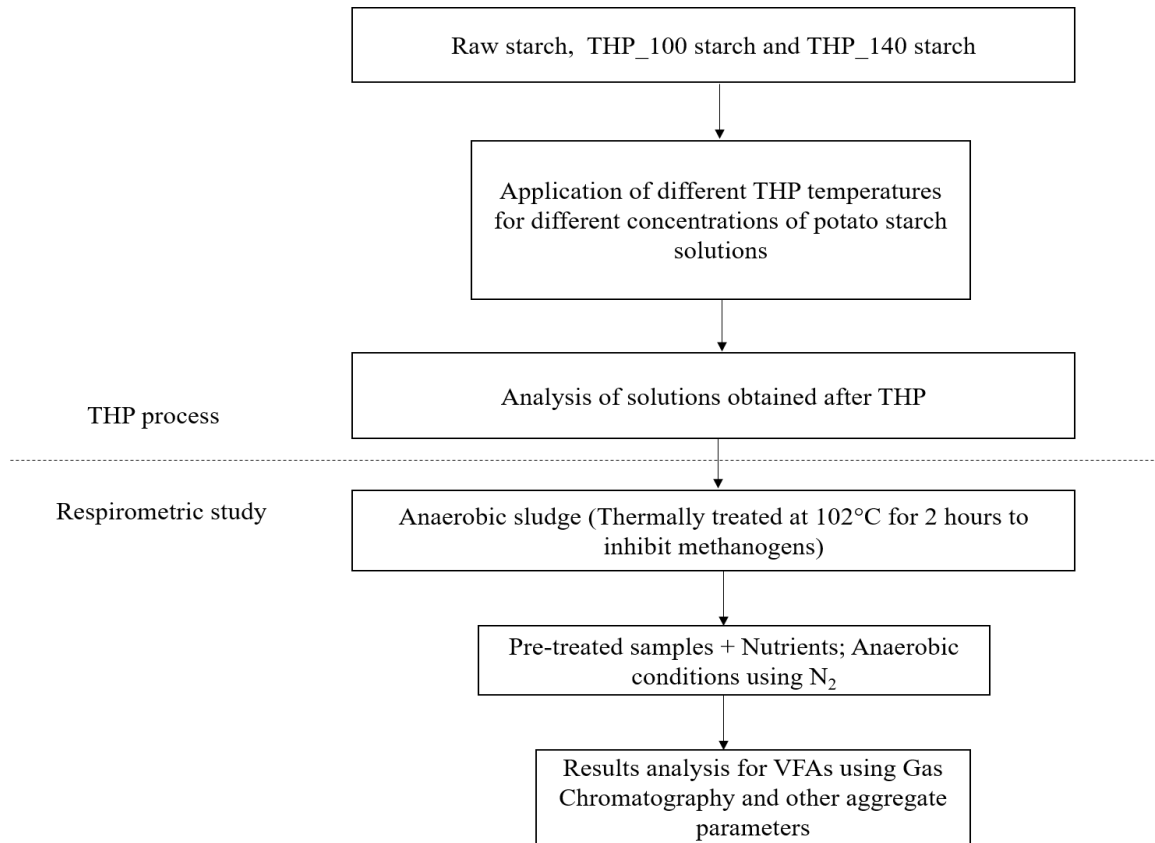 Raw starch, THP_100 starch and THP_140 starch
Application of different THP temperatures
for different concentrations of potato starch
solutions
Analysis of solutions obtained after THP
THP process
Respirometric study
Anaerobic sludge (Thermally treated at 102°C for 2 hours to
inhibit methanogens)
Pre-treated samples + Nutrients; Anaerobic
conditions using N₂
Results analysis for VFAs using Gas
Chromatography and other aggregate
parameters